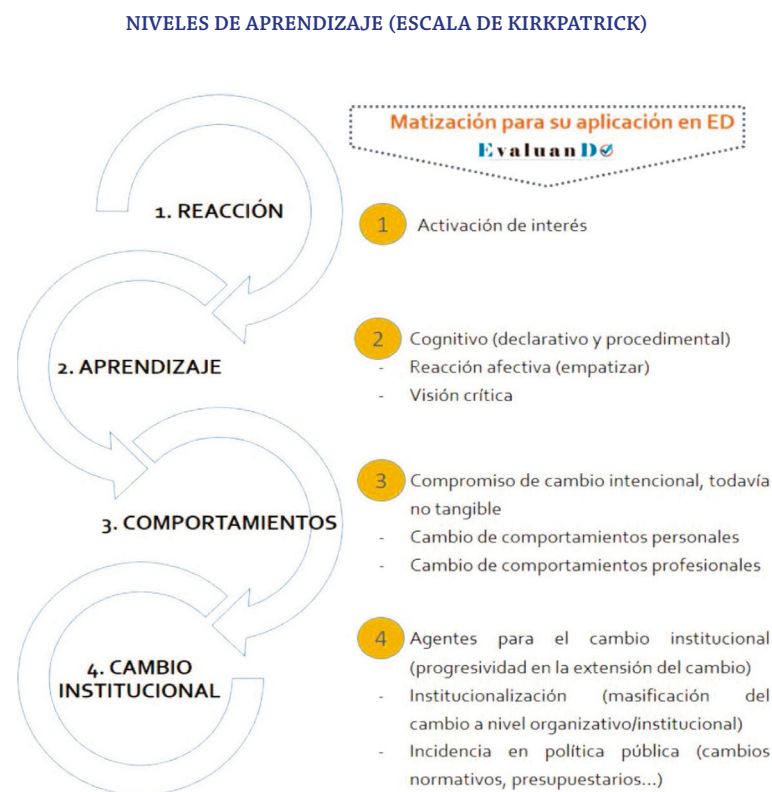 NIVELES DE APRENDIZAJE (ESCALA DE KIRKPATRICK)
Matización para su aplicación en ED
EvaluanD
1. REACCIÓN
1 Activación de interés
2. APRENDIZAJE
2 Cognitivo (declarativo y procedimental)
- Reacción afectiva (empatizar)
- Visión crítica
3. COMPORTAMIENTOS
3 Compromiso de cambio intencional, todavía
no tangible
- Cambio de comportamientos personales
- Cambio de comportamientos profesionales
4. CAMBIO
INSTITUCIONAL
4 Agentes para el cambio institucional
(progresividad en la extensión del cambio)
- Institucionalización (masificación del
cambio a nivel organizativo/institucional)
- Incidencia en política pública (cambios
normativos, presupuestarios...)